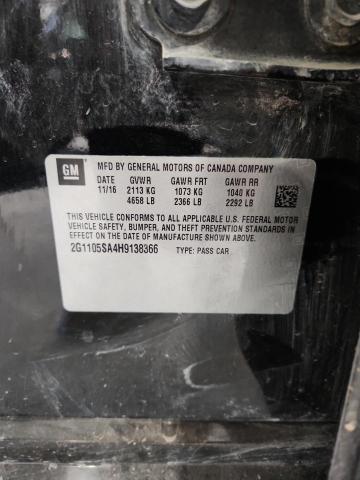 GM
MFD BY GENERAL MOTORS OF CANADA COMPANY
DATE GVWR GAWR FRT GAWR RR
11/16 2113 KG 1073 KG 1040 KG
4658 LB 2366 LB 2292 LB
THIS VEHICLE CONFORMS TO ALL APPLICABLE U.S. FEDERAL MOTOR
VEHICLE SAFETY, BUMPER, AND THEFT PREVENTION STANDARDS
IN EFFECT ON THE DATE OF MANUFACTURE SHOWN ABOVE.
2G1105SA4H9138366 TYPE: PASS CAR